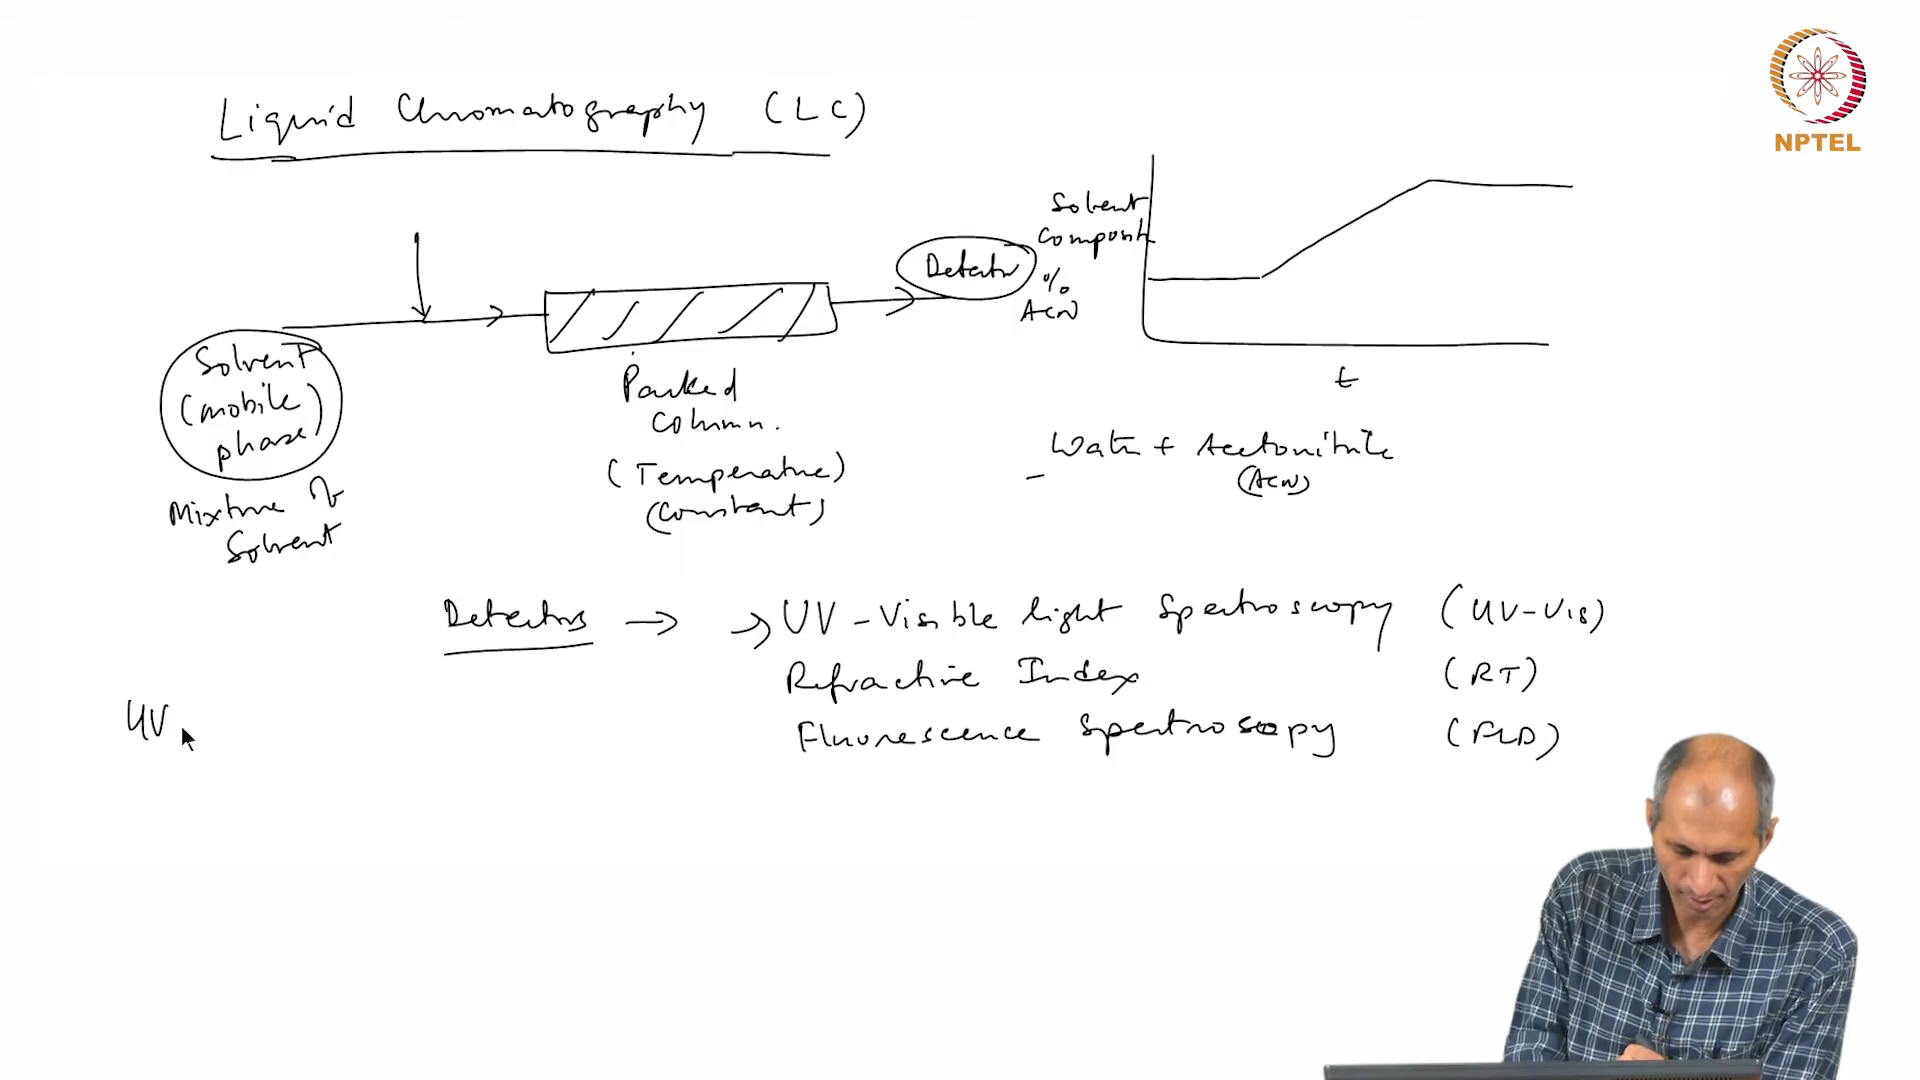 Liquid Chromatography (LC)
NPTEL
Solvent
Composit
%
ACN
t
Detector
Solvent
(mobile
phase)
Mixture of
Solvent
Packed
Column.
(Temperature)
(Constant)
Water + Acetonitrile
(ACN)
Detectors → → UV-Visible light Spectroscopy (UV-Vis)
Refractive Index (RI)
Fluorescence Spectroscopy (FLD)
UV